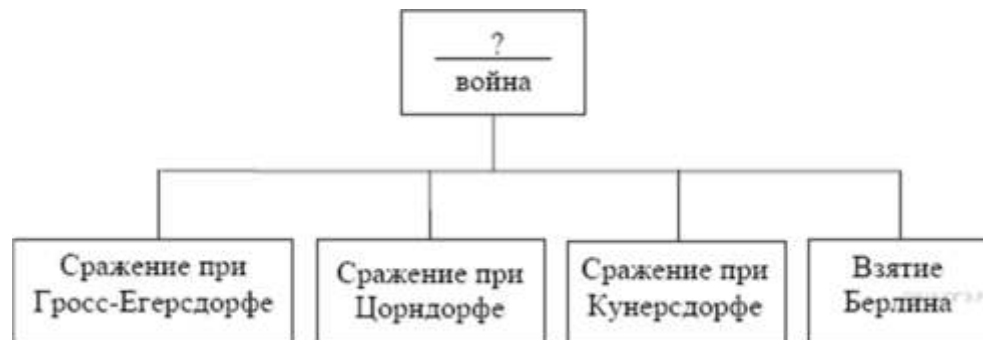 ?
война
Сражение при
Гросс-Егерсдорфе
Сражение при
Цорндорфе
Сражение при
Кунерсдорфе
Взятие
Берлина